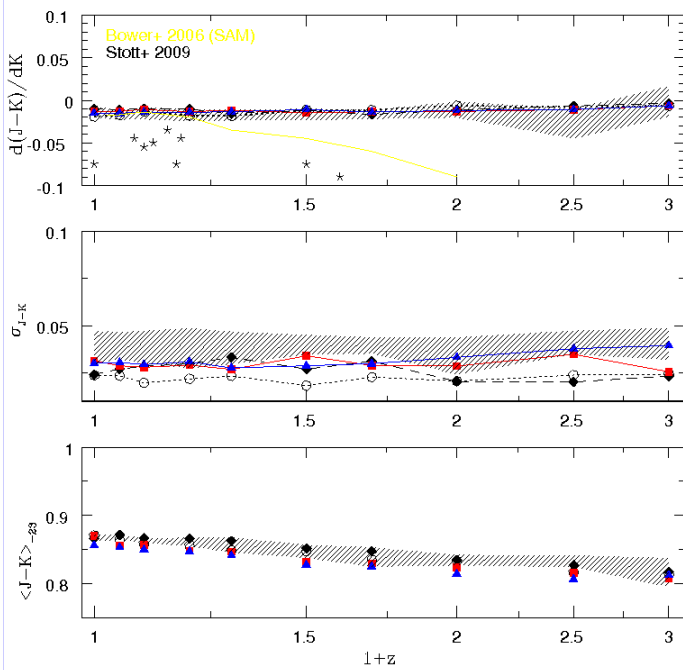 0.1
Bower+ 2006 (SAM)
Stott+ 2009
0.05
0
-0.05
-0.1
d(J-K)/dK
1 1.5 2 2.5 3
0.1
0.05
σJ-K
1 1.5 2 2.5 3
1
0.9
0.8
<J-K>-23
1 1.5 2 2.5 3
1+z